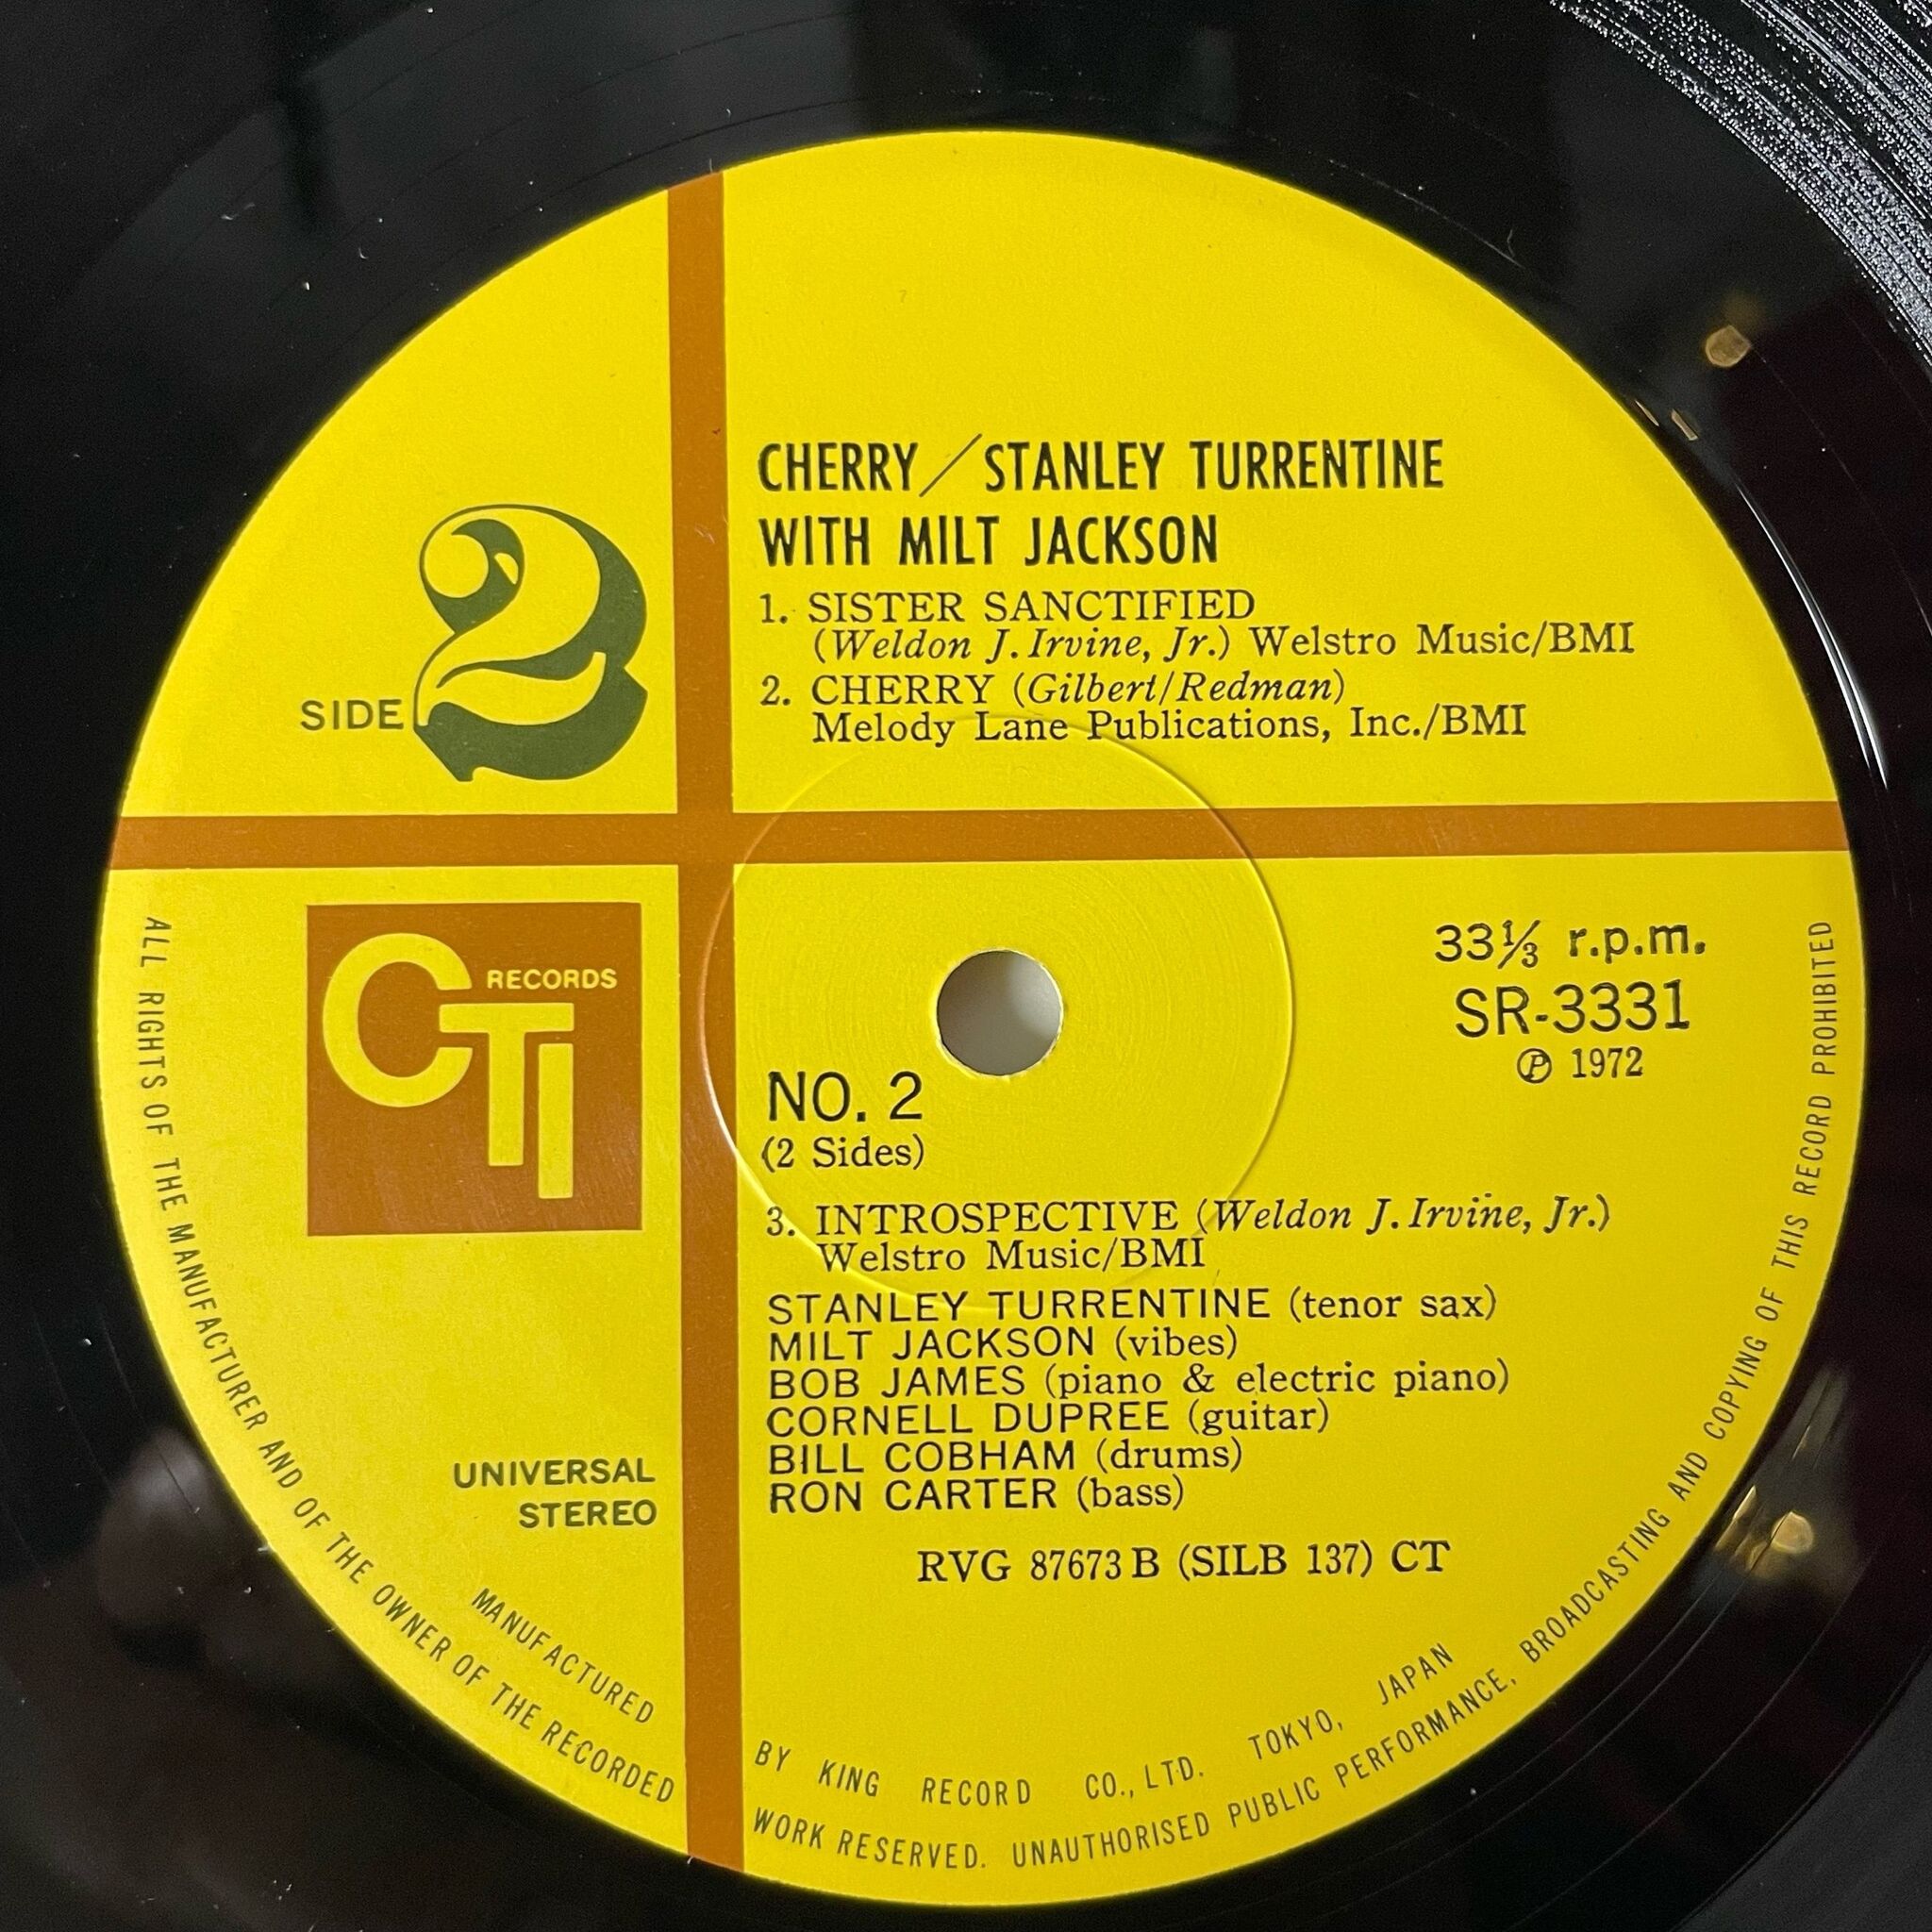 CHERRY/STANLEY TURRENTINE
WITH MILT JACKSON
1. SISTER SANCTIFIED
(Weldon J. Irvine, Jr.) Welstro Music/BMI
2. CHERRY (Gilbert/Redman)
Melody Lane Publications, Inc./BMI
SIDE 2
CTI RECORDS
33⅓ r.p.m.
SR-3331
Ⓟ 1972
NO. 2
(2 Sides)
3. INTROSPECTIVE (Weldon J. Irvine, Jr.)
Welstro Music/BMI
STANLEY TURRENTINE (tenor sax)
MILT JACKSON (vibes)
BOB JAMES (piano & electric piano)
CORNELL DUPREE (guitar)
BILL COBHAM (drums)
RON CARTER (bass)
UNIVERSAL
STEREO
RVG 87673 B (SILB 137) CT
MANUFACTURED BY KING RECORD CO., LTD. TOKYO, JAPAN
ALL RIGHTS OF THE MANUFACTURER AND OF THE OWNER OF THE RECORDED WORK RESERVED. UNAUTHORISED PUBLIC PERFORMANCE, BROADCASTING AND COPYING OF THIS RECORD PROHIBITED